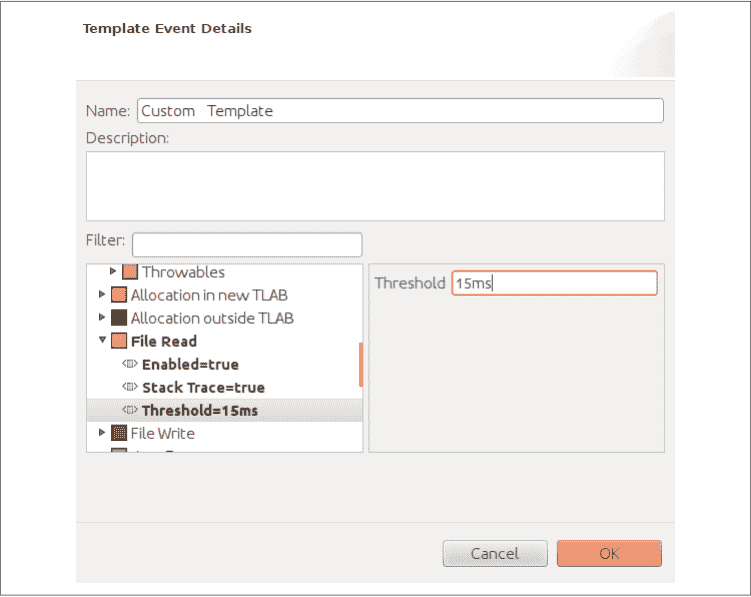 Template Event Details
Name: Custom Template
Description:
Filter:
Throwables
Allocation in new TLAB
Allocation outside TLAB
File Read
Enabled=true
Stack Trace=true
Threshold=15ms
File Write
Threshold 15ms
Cancel OK